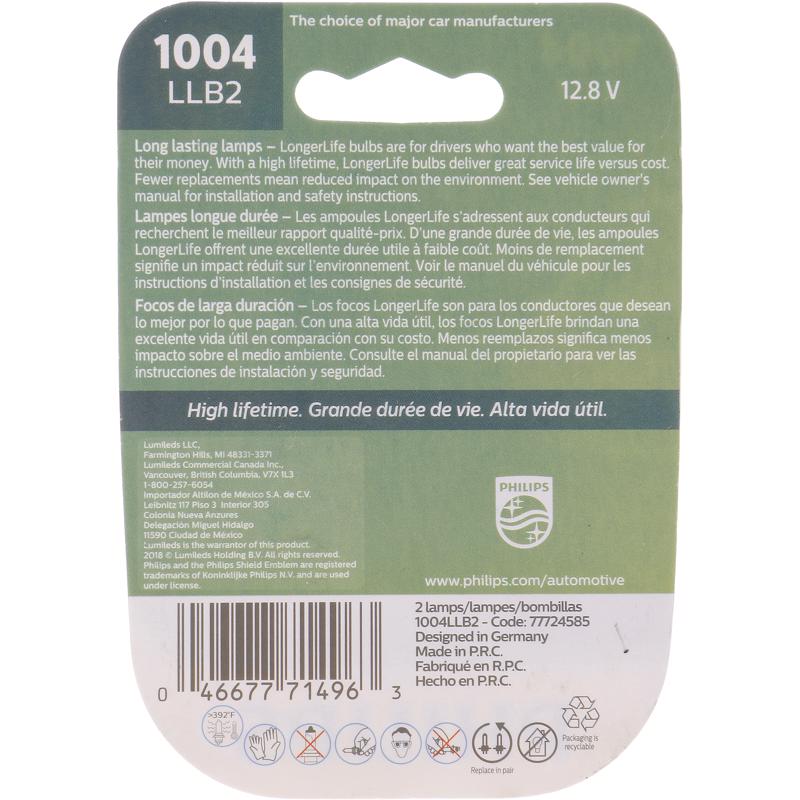 The choice of major car manufacturers
1004
LLB2
12.8 V
Long lasting lamps – LongerLife bulbs are for drivers who want the best value for
their money. With a high lifetime, LongerLife bulbs deliver great service life versus cost.
Fewer replacements mean reduced impact on the environment. See vehicle owner's
manual for installation and safety instructions.
Lampes longue durée – Les ampoules LongerLife s'adressent aux conducteurs qui
recherchent le meilleur rapport qualité-prix. D'une grande durée de vie, les ampoules
LongerLife offrent une excellente durée utile à faible coût. Moins de remplacement
signifie un impact réduit sur l'environnement. Voir le manuel du véhicule pour les
instructions d'installation et les consignes de sécurité.
Focos de larga duración – Los focos LongerLife son para los conductores que desean
lo mejor por lo que pagan. Con una alta vida útil, los focos LongerLife brindan una
excelente vida útil en comparación con su costo. Menos reemplazos significa menos
impacto sobre el medio ambiente. Consulte el manual del propietario para ver las
instrucciones de instalación y seguridad.
High lifetime. Grande durée de vie. Alta vida útil.
Lumileds LLC,
Farmington Hills, MI 48331-3371
Lumileds Commercial Canada Inc.,
Vancouver, British Columbia, V7X 1L3
1-800-257-6054
Importador Altilon de México S.A. de C.V.
Leibnitz 117 Piso 3 Interior 305
Colonia Nueva Anzures
Delegación Miguel Hidalgo
11590 Ciudad de México
Lumileds is the warrantor of this product.
2018 © Lumileds Holding B.V. All rights reserved.
Philips and the Philips Shield Emblem are registered
trademarks of Koninklijke Philips N.V. and are used
under license.
PHILIPS
www.philips.com/automotive
2 lamps/lampes/bombillas
1004LLB2 - Code: 77724585
Designed in Germany
Made in P.R.C.
Fabriqué en R.P.C.
Hecho en P.R.C.
0 46677 71496 3
>392°F
Replace in pair
Packaging is
recyclable